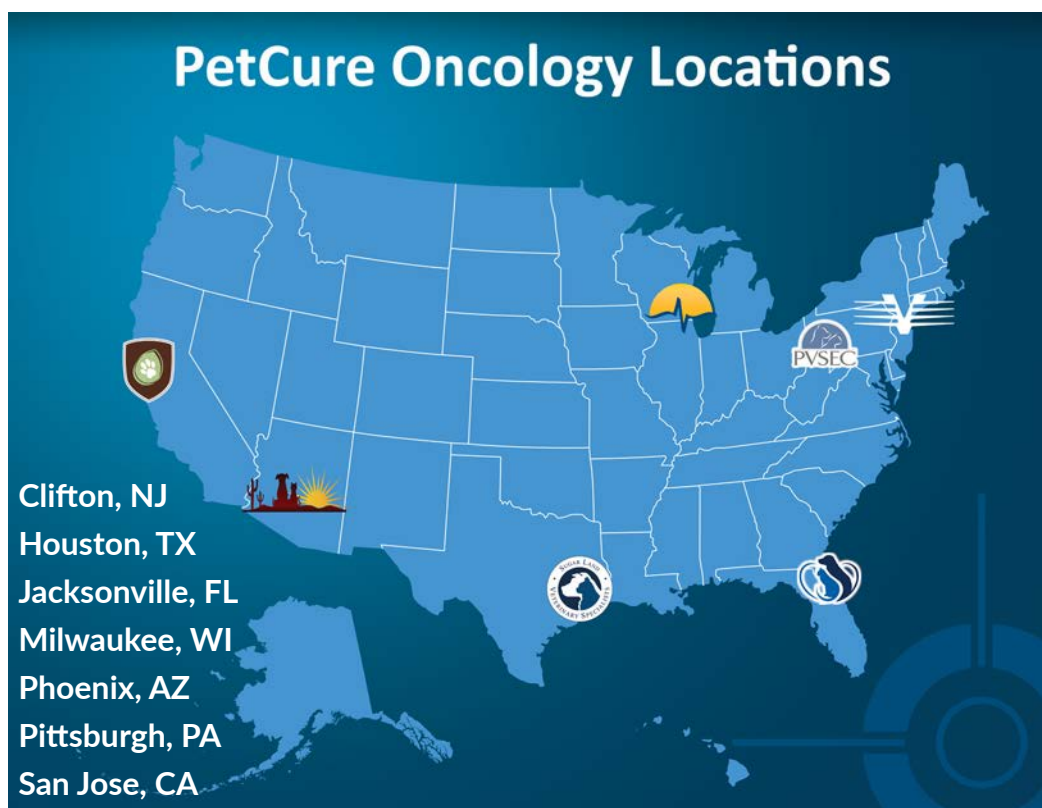 PetCure Oncology Locations
PVSEC
V
SUGAR LAND
VETERINARY SPECIALISTS
Clifton, NJ
Houston, TX
Jacksonville, FL
Milwaukee, WI
Phoenix, AZ
Pittsburgh, PA
San Jose, CA